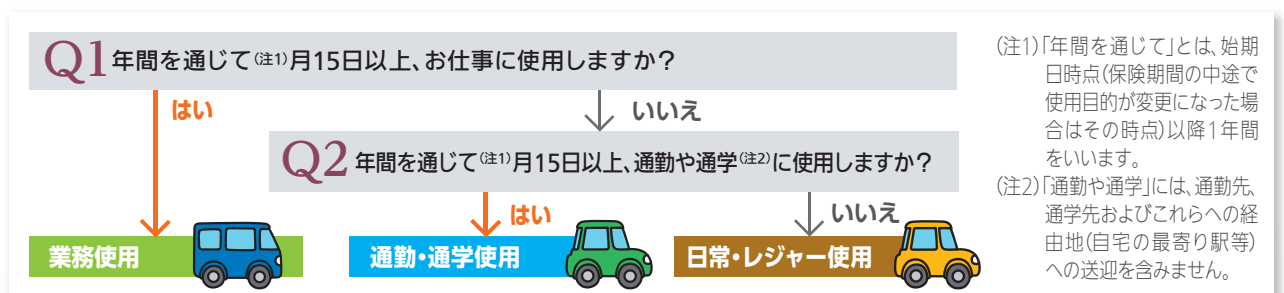 Q1 年間を通じて(注1)月15日以上、お仕事に使用しますか？
はい
いいえ
Q2 年間を通じて(注1)月15日以上、通勤や通学(注2)に使用しますか？
はい
いいえ
業務使用
通勤・通学使用
日常・レジャー使用
(注1)「年間を通じて」とは、始期
日時点(保険期間の中途で
使用目的が変更になった場
合はその時点)以降1年間
をいいます。
(注2)「通勤や通学」には、通勤先、
通学先およびこれらへの経
由地(自宅の最寄り駅等)
への送迎を含みません。